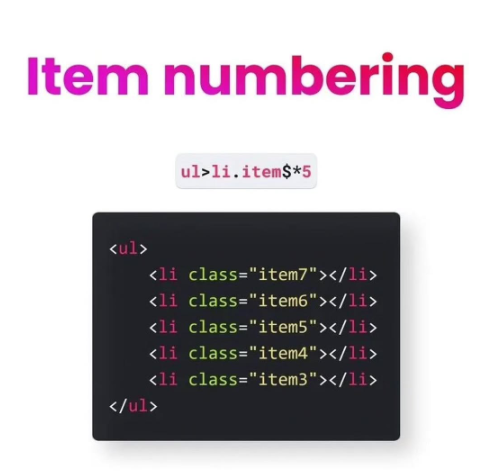 Item numbering
ul>li.item$*5
<ul>
    <li class="item7"></li>
    <li class="item6"></li>
    <li class="item5"></li>
    <li class="item4"></li>
    <li class="item3"></li>
</ul>